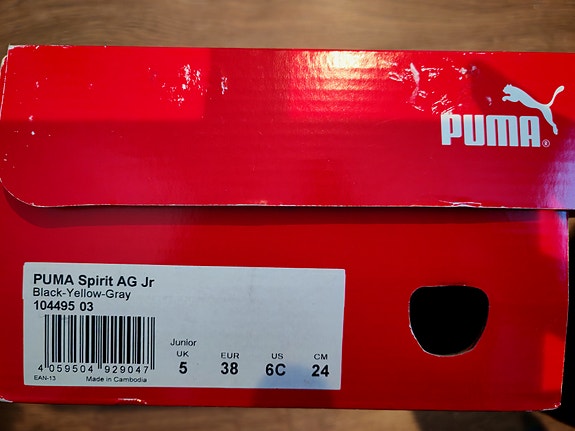 PUMA®
PUMA Spirit AG Jr
Black-Yellow-Gray
104495 03
4 059504 929047
EAN-13 Made in Cambodia
Junior
UK EUR US CM
5 38 6C 24